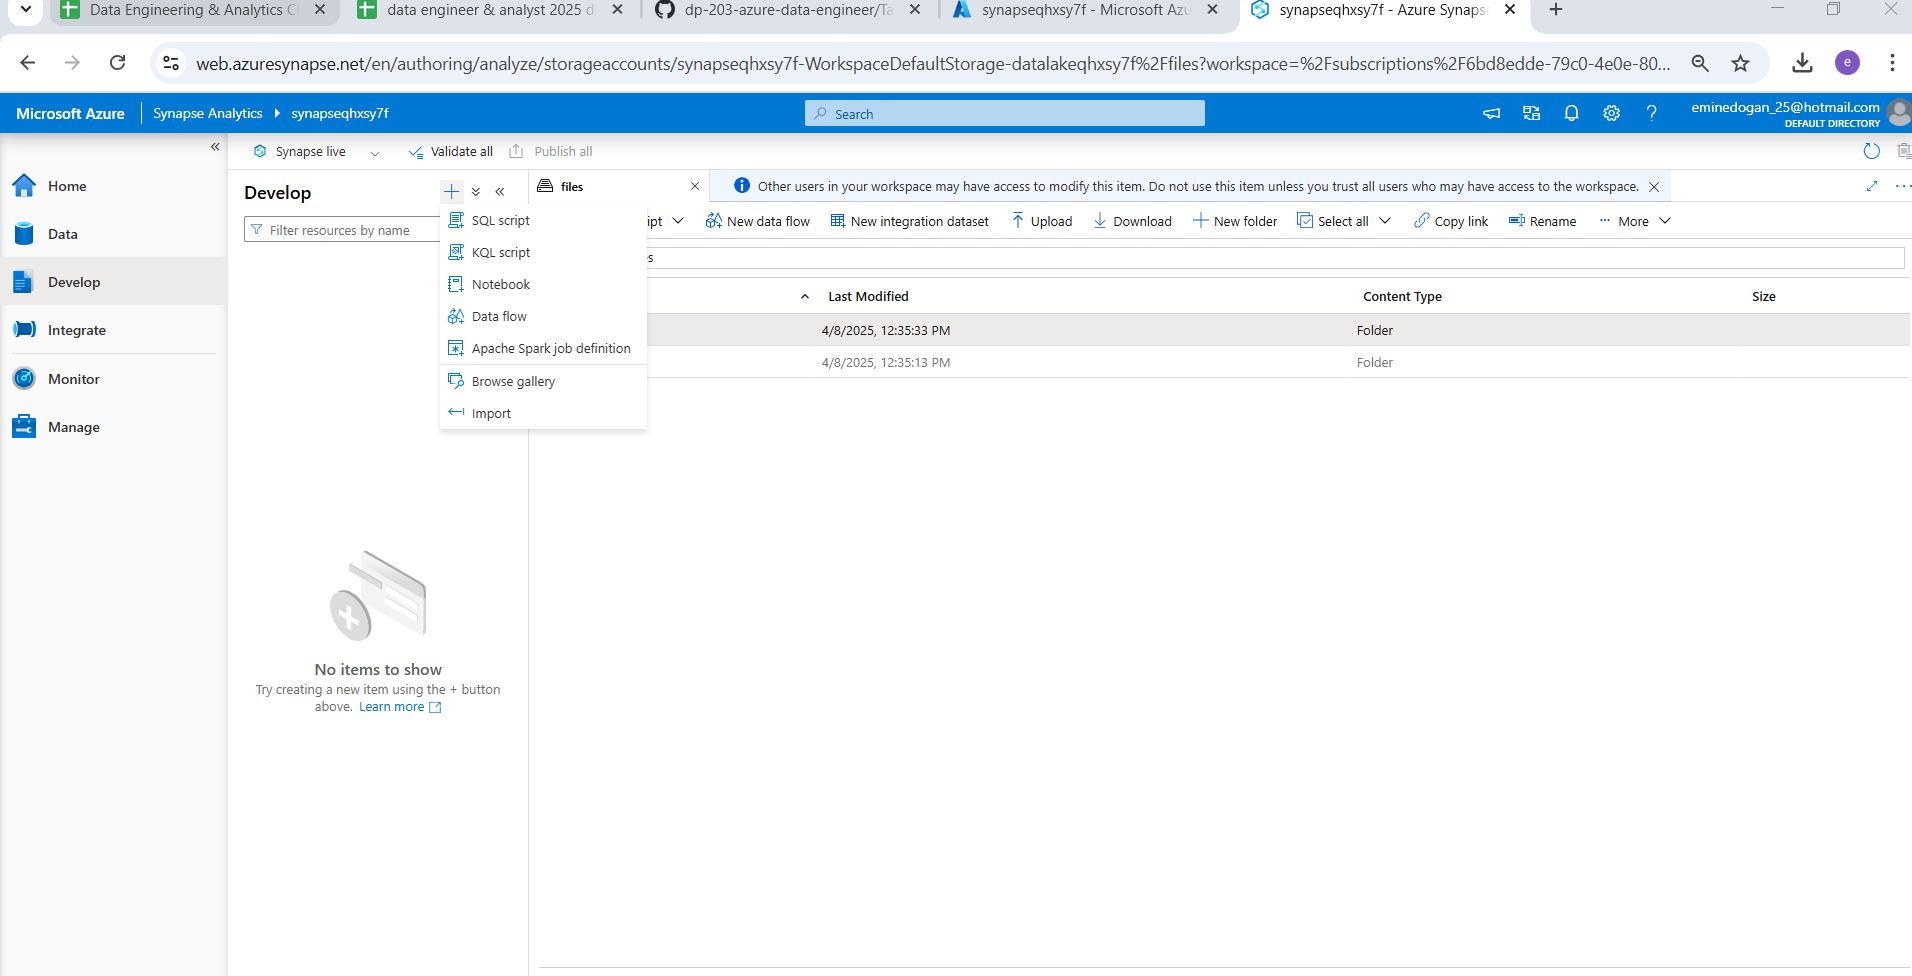 Data Engineering & Analytics C
data engineer & analyst 2025 d
dp-203-azure-data-engineer/Ta
synapseqhxsy7f - Microsoft Azu
synapseqhxsy7f - Azure Synaps
web.azuresynapse.net/en/authoring/analyze/storageaccounts/synapseqhxsy7f-WorkspaceDefaultStorage-datalakeqhxsy7f%2Ffiles?workspace=%2Fsubscriptions%2F6bd8edde-79c0-4e0e-80...
e
Microsoft Azure
Synapse Analytics
synapseqhxsy7f
Search
eminedogan_25@hotmail.com
DEFAULT DIRECTORY
Synapse live
Validate all
Publish all
Home
Data
Develop
Integrate
Monitor
Manage
Develop
Filter resources by name
SQL script
KQL script
Notebook
Data flow
Apache Spark job definition
Browse gallery
Import
No items to show
Try creating a new item using the + button
above. Learn more
files
Other users in your workspace may have access to modify this item. Do not use this item unless you trust all users who may have access to the workspace.
ipt
New data flow
New integration dataset
Upload
Download
New folder
Select all
Copy link
Rename
More
s
Last Modified
Content Type
Size
4/8/2025, 12:35:33 PM
Folder
4/8/2025, 12:35:13 PM
Folder